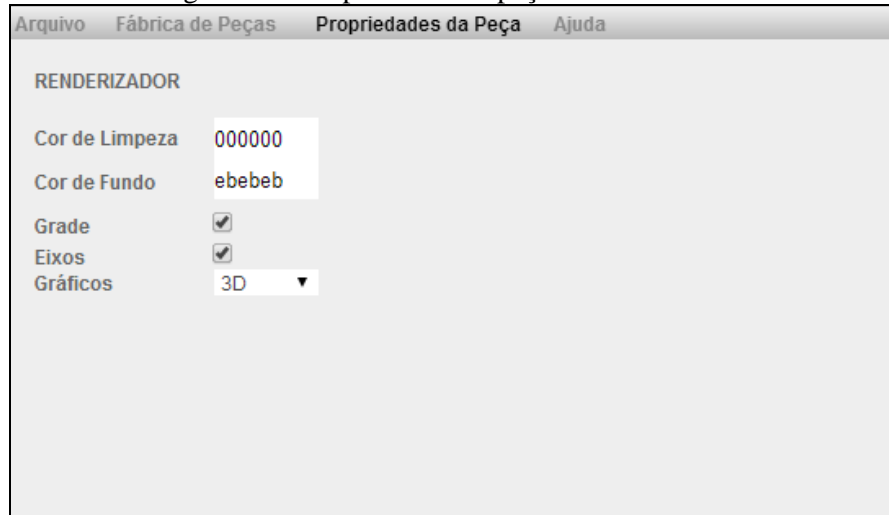 Arquivo Fábrica de Peças Propriedades da Peça Ajuda
RENDERIZADOR
Cor de Limpeza 000000
Cor de Fundo ebebeb
Grade
Eixos
Gráficos 3D